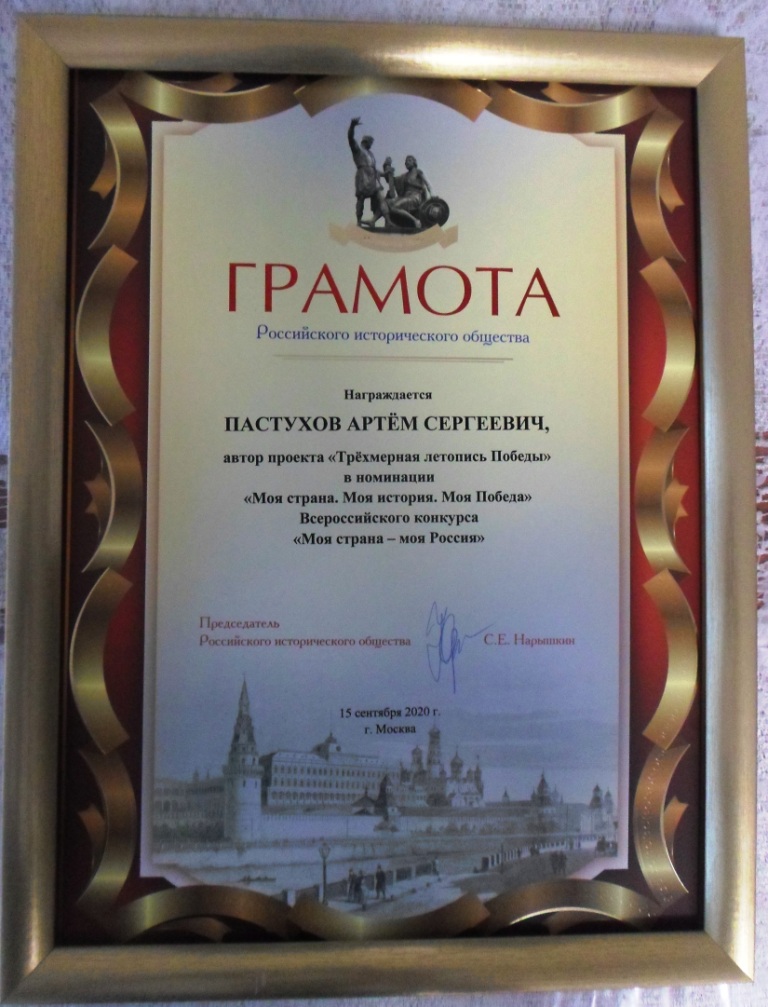 ГРАМОТА
Российского исторического общества
Награждается
ПАСТУХОВ АРТЁМ СЕРГЕЕВИЧ,
автор проекта «Трёхмерная летопись Победы»
в номинации
«Моя страна. Моя история. Моя Победа»
Всероссийского конкурса
«Моя страна – моя Россия»
Председатель
Российского исторического общества С.Е. Нарышкин
15 сентября 2020 г.
г. Москва